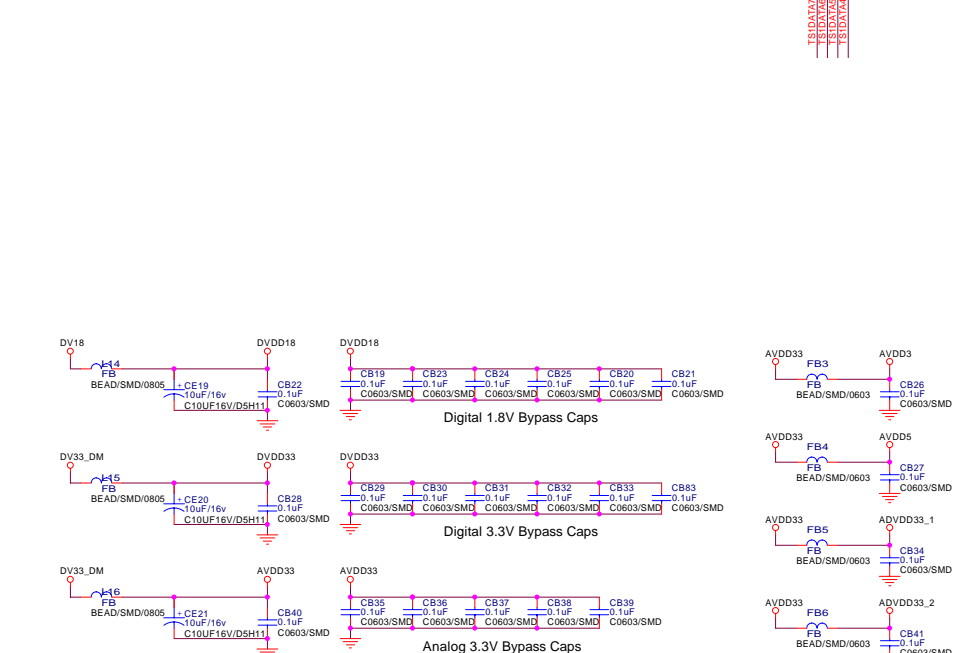 TS1DATA7
TS1DATA6
TS1DATA5
TS1DATA4
DV18
DVDD18
L14
FB
BEAD/SMD/0805
+
CE19
10uF/16v
C10UF16V/D5H11
CB22
0.1uF
C0603/SMD
DVDD18
CB19
0.1uF
C0603/SMD
CB23
0.1uF
C0603/SMD
CB24
0.1uF
C0603/SMD
CB25
0.1uF
C0603/SMD
CB20
0.1uF
C0603/SMD
CB21
0.1uF
C0603/SMD
Digital 1.8V Bypass Caps
AVDD33
AVDD3
FB3
FB
BEAD/SMD/0603
CB26
0.1uF
C0603/SMD
AVDD33
AVDD5
FB4
FB
BEAD/SMD/0603
CB27
0.1uF
C0603/SMD
DV33_DM
DVDD33
L15
FB
BEAD/SMD/0805
+
CE20
10uF/16v
C10UF16V/D5H11
CB28
0.1uF
C0603/SMD
DVDD33
CB29
0.1uF
C0603/SMD
CB30
0.1uF
C0603/SMD
CB31
0.1uF
C0603/SMD
CB32
0.1uF
C0603/SMD
CB33
0.1uF
C0603/SMD
CB83
0.1uF
C0603/SMD
Digital 3.3V Bypass Caps
AVDD33
ADVDD33_1
FB5
FB
BEAD/SMD/0603
CB34
0.1uF
C0603/SMD
DV33_DM
AVDD33
L16
FB
BEAD/SMD/0805
+
CE21
10uF/16v
C10UF16V/D5H11
CB40
0.1uF
C0603/SMD
AVDD33
CB35
0.1uF
C0603/SMD
CB36
0.1uF
C0603/SMD
CB37
0.1uF
C0603/SMD
CB38
0.1uF
C0603/SMD
CB39
0.1uF
C0603/SMD
Analog 3.3V Bypass Caps
AVDD33
ADVDD33_2
FB6
FB
BEAD/SMD/0603
CB41
0.1uF
C0603/SMD